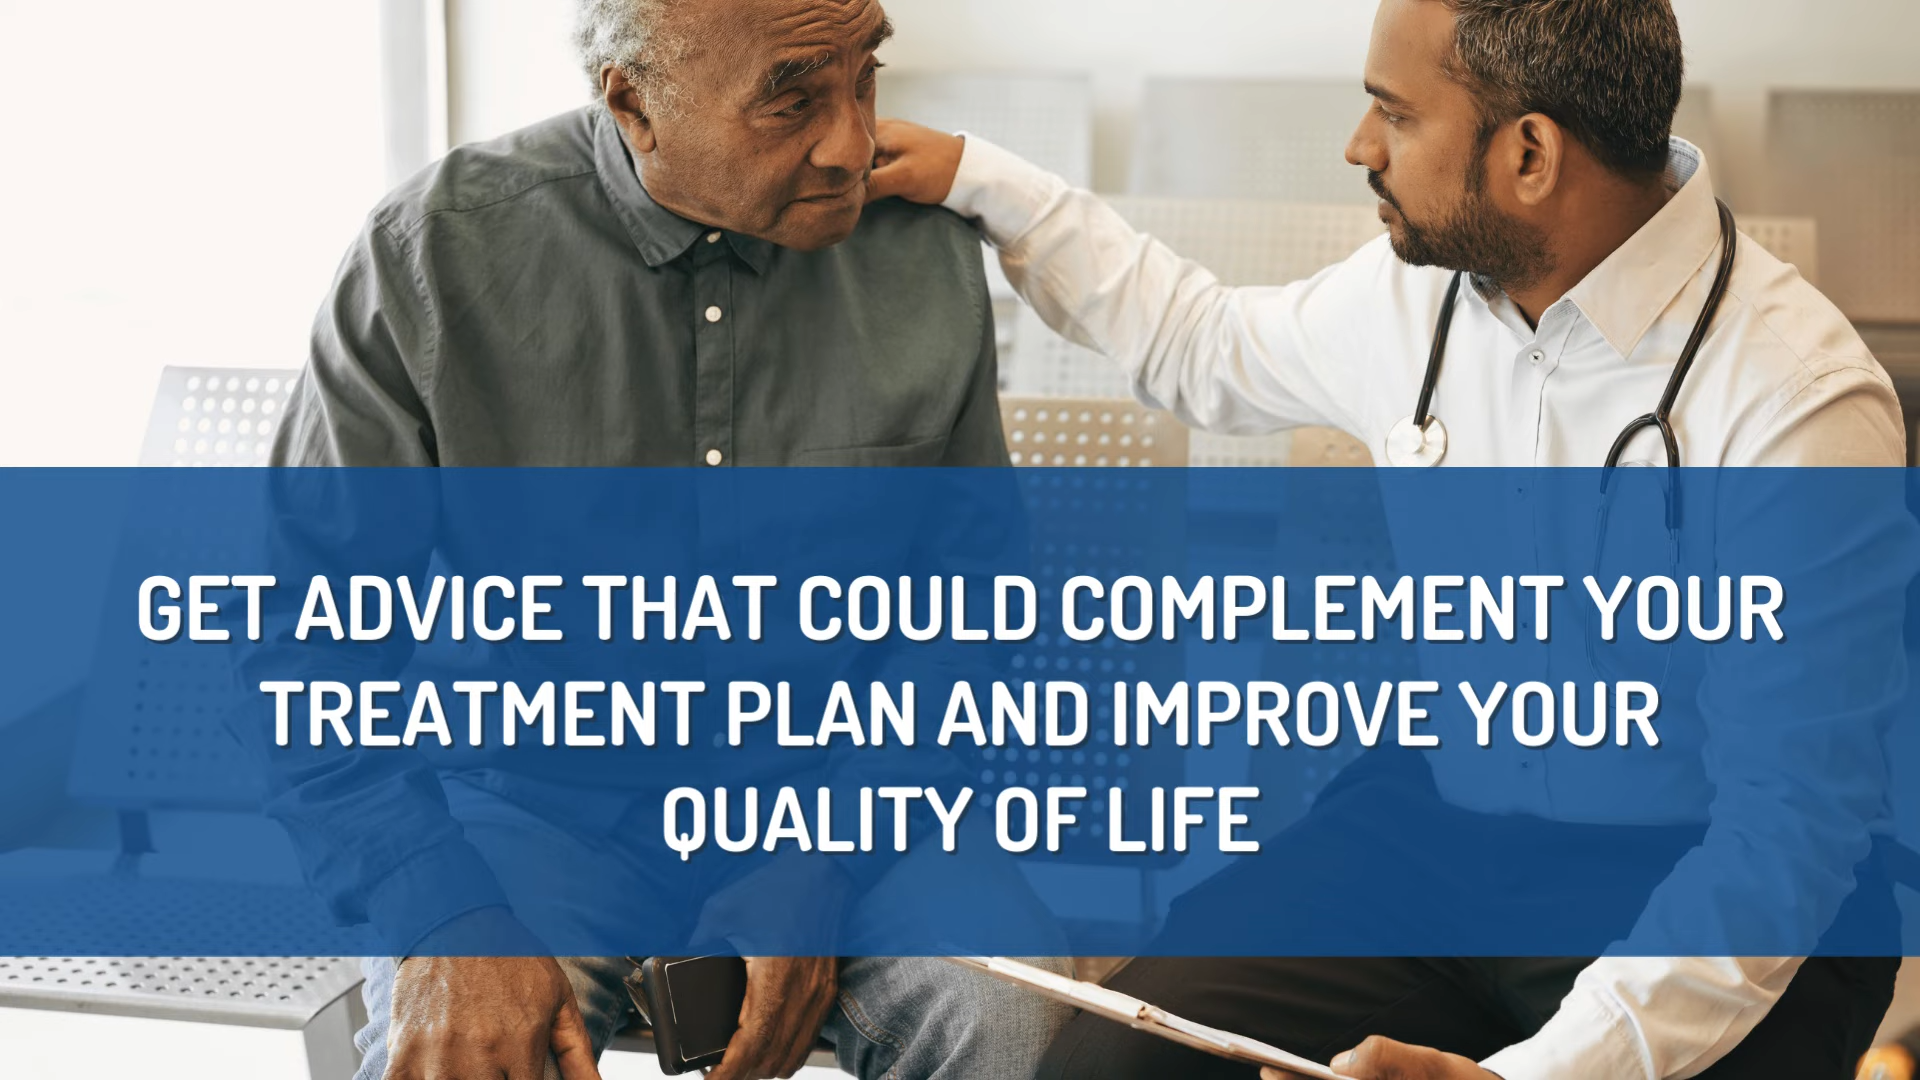 GET ADVICE THAT COULD COMPLEMENT YOUR
TREATMENT PLAN AND IMPROVE YOUR
QUALITY OF LIFE